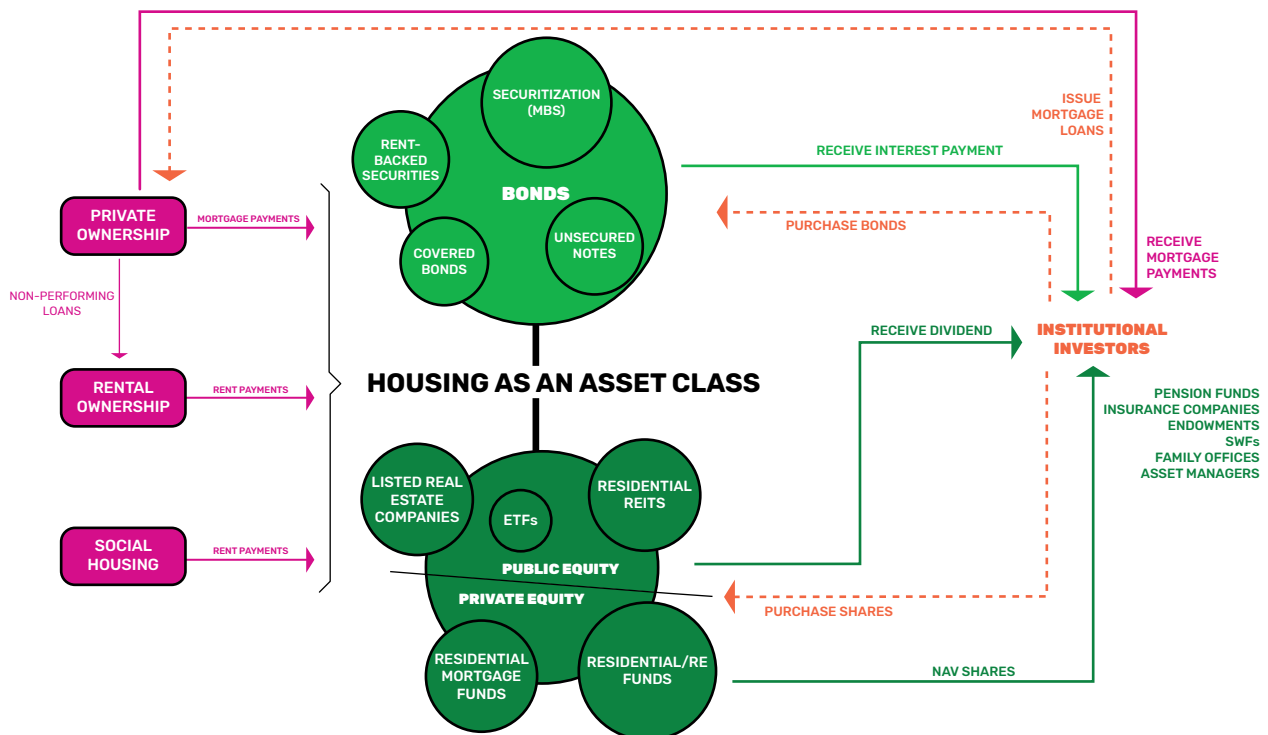 SECURITIZATION
(MBS)
RENT-
BACKED
SECURITIES
BONDS
COVERED
BONDS
UNSECURED
NOTES
ISSUE
MORTGAGE
LOANS
RECEIVE INTEREST PAYMENT
PURCHASE BONDS
RECEIVE
MORTGAGE
PAYMENTS
PRIVATE
OWNERSHIP
MORTGAGE PAYMENTS
NON-PERFORMING
LOANS
RENTAL
OWNERSHIP
RENT PAYMENTS
SOCIAL
HOUSING
RENT PAYMENTS
HOUSING AS AN ASSET CLASS
RECEIVE DIVIDEND
INSTITUTIONAL
INVESTORS
PENSION FUNDS
INSURANCE COMPANIES
ENDOWMENTS
SWFs
FAMILY OFFICES
ASSET MANAGERS
LISTED REAL
ESTATE
COMPANIES
ETFs
RESIDENTIAL
REITS
PUBLIC EQUITY
PRIVATE EQUITY
PURCHASE SHARES
RESIDENTIAL
MORTGAGE
FUNDS
RESIDENTIAL/RE
FUNDS
NAV SHARES